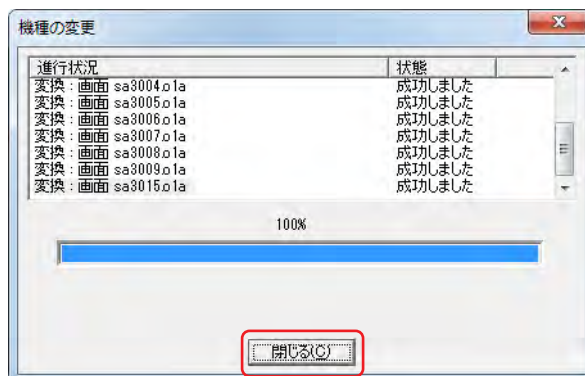 機種の変更
進行状況 状態
変換 : 画面 sa3004.o1a 成功しました
変換 : 画面 sa3005.o1a 成功しました
変換 : 画面 sa3006.o1a 成功しました
変換 : 画面 sa3007.o1a 成功しました
変換 : 画面 sa3008.o1a 成功しました
変換 : 画面 sa3009.o1a 成功しました
変換 : 画面 sa3015.o1a 成功しました
100%
閉じる(C)